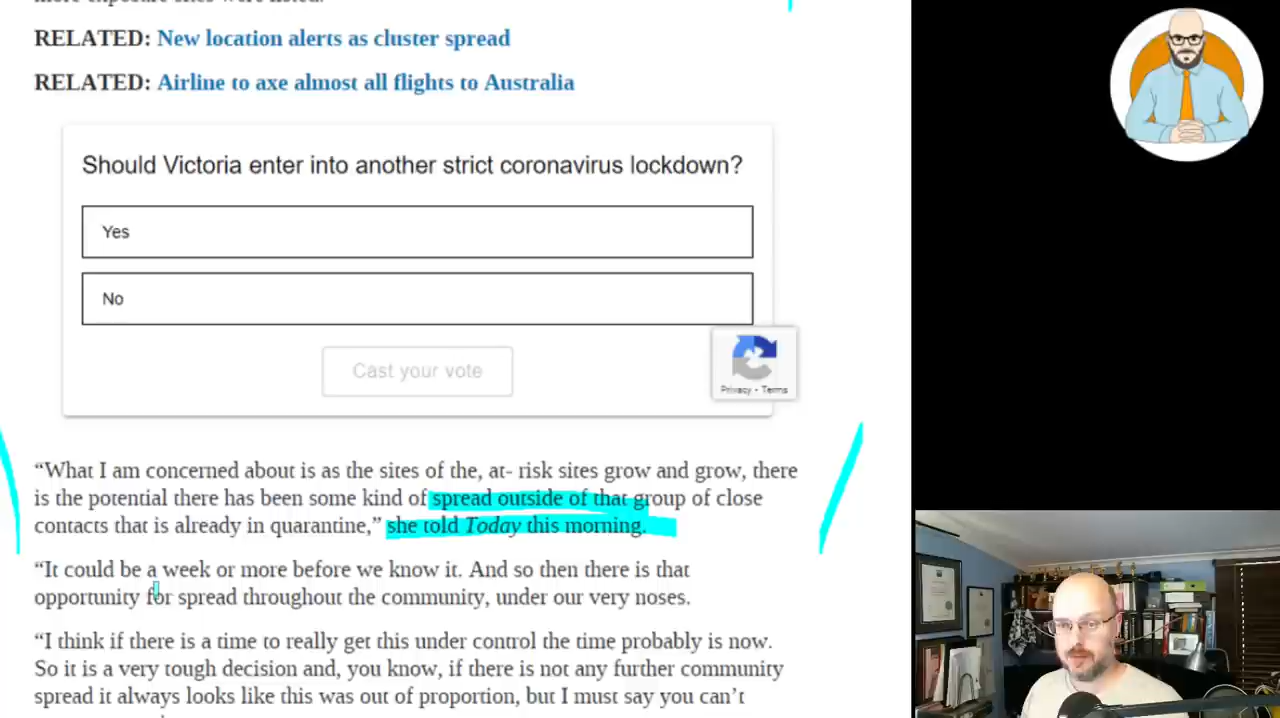 more exposure sites were listed.
RELATED: New location alerts as cluster spread
RELATED: Airline to axe almost all flights to Australia
Should Victoria enter into another strict coronavirus lockdown?
Yes
No
Cast your vote
Privacy - Terms
“What I am concerned about is as the sites of the, at- risk sites grow and grow, there
is the potential there has been some kind of spread outside of that group of close
contacts that is already in quarantine,” she told Today this morning.
“It could be a week or more before we know it. And so then there is that
opportunity for spread throughout the community, under our very noses.
“I think if there is a time to really get this under control the time probably is now.
So it is a very tough decision and, you know, if there is not any further community
spread it always looks like this was out of proportion, but I must say you can’t